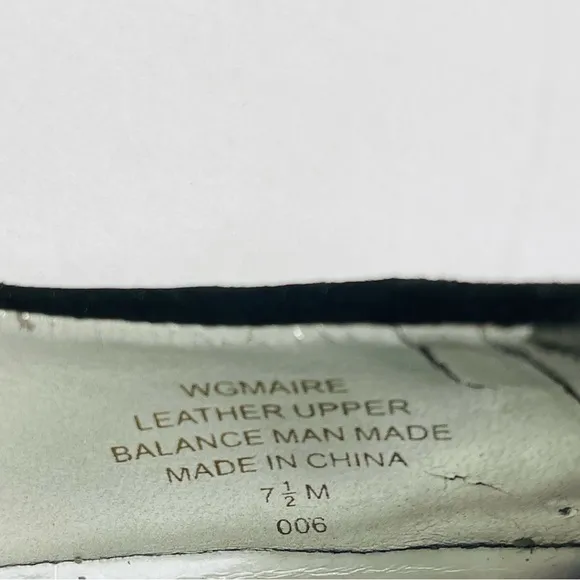 WGMAIRE
LEATHER UPPER
BALANCE MAN MADE
MADE IN CHINA
7 ½ M
006